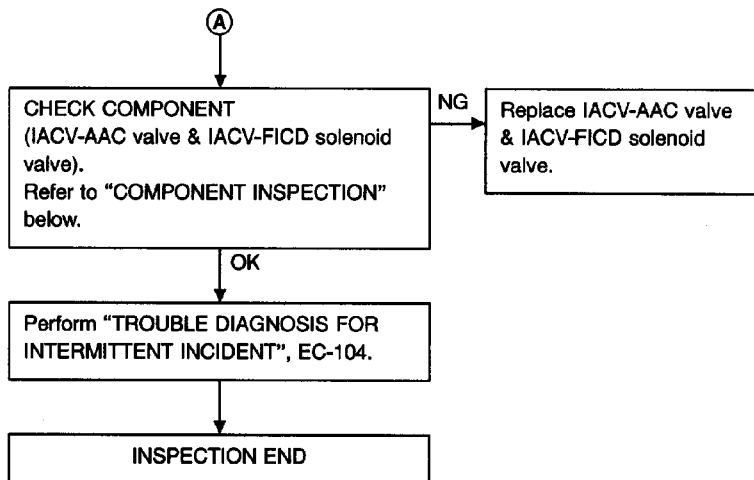 A
CHECK COMPONENT
(IACV-AAC valve & IACV-FICD solenoid
valve).
Refer to “COMPONENT INSPECTION”
below.
NG
Replace IACV-AAC valve
& IACV-FICD solenoid
valve.
OK
Perform “TROUBLE DIAGNOSIS FOR
INTERMITTENT INCIDENT”, EC-104.
INSPECTION END